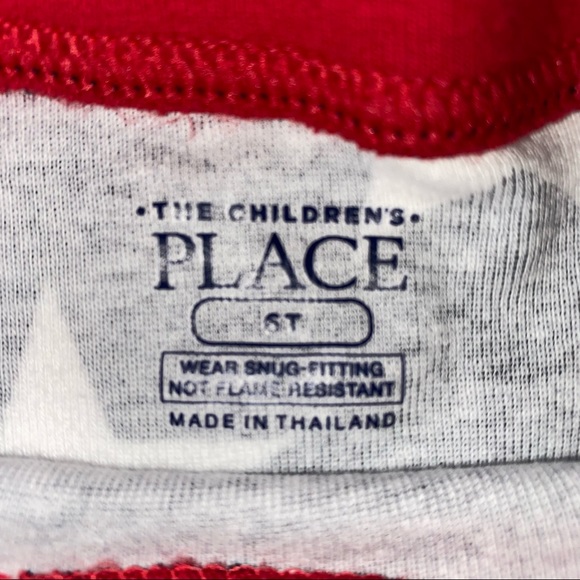 • THE CHILDREN'S •
PLACE
6T
WEAR SNUG-FITTING
NOT FLAME RESISTANT
MADE IN THAILAND